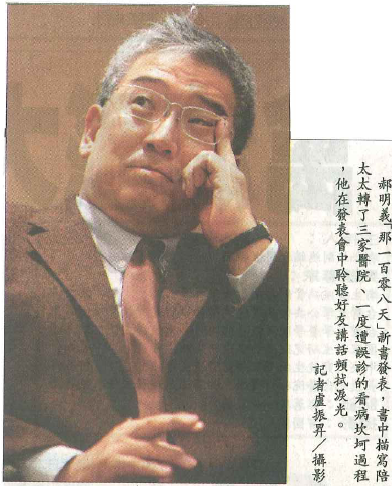 郝明義「那一百零八天」新書發表，書中描寫陪
太太轉了三家醫院、一度遭誤診的看病坎坷過程
，他在發表會中聆聽好友講話頻拭淚光。
記者盧振昇／攝影